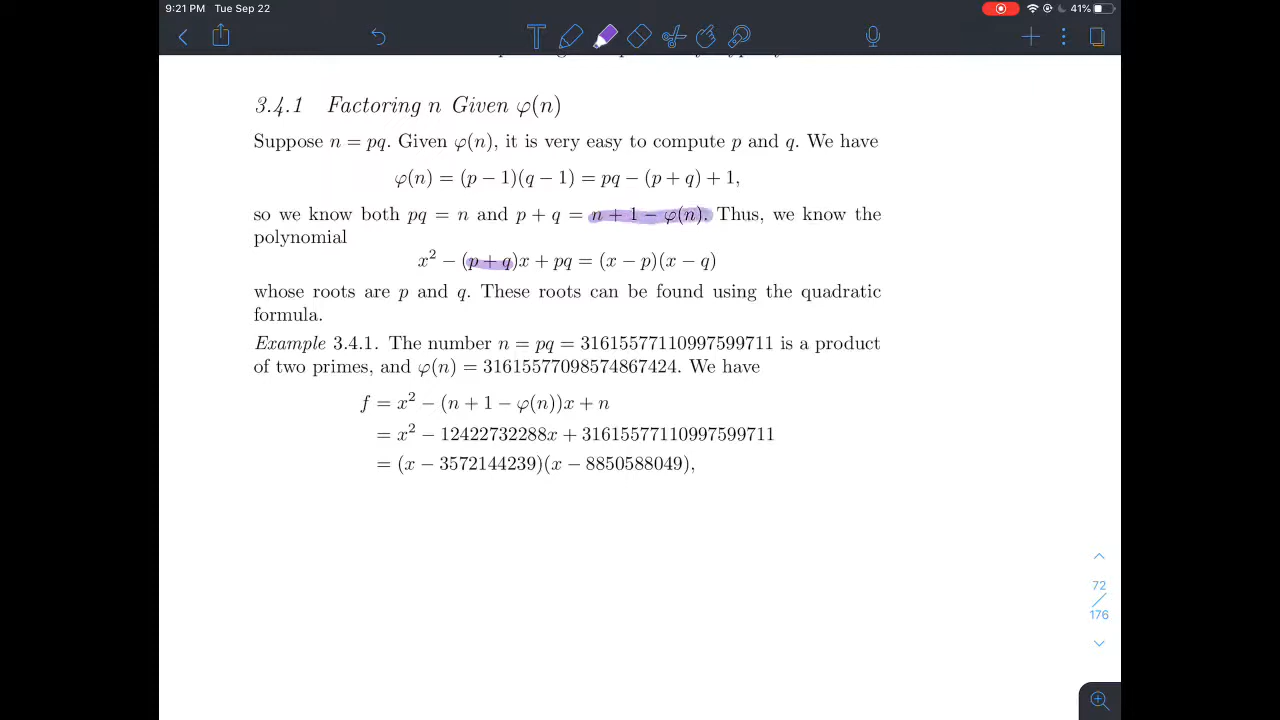 9:21 PM Tue Sep 22
41%
3.4.1 Factoring n Given φ(n)
Suppose n = pq. Given φ(n), it is very easy to compute p and q. We have
φ(n) = (p − 1)(q − 1) = pq − (p + q) + 1,
so we know both pq = n and p + q = n + 1 − φ(n). Thus, we know the
polynomial
x² − (p + q)x + pq = (x − p)(x − q)
whose roots are p and q. These roots can be found using the quadratic
formula.
Example 3.4.1. The number n = pq = 31615577110997599711 is a product
of two primes, and φ(n) = 31615577098574867424. We have
f = x² − (n + 1 − φ(n))x + n
= x² − 12422732288x + 31615577110997599711
= (x − 3572144239)(x − 8850588049),
72
176